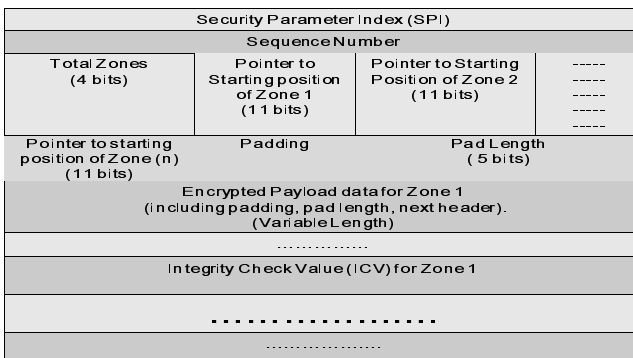 Security Parameter Index (SPI)
Sequence Number
Total Zones
(4 bits)
Pointer to
Starting position
of Zone 1
(11 bits)
Pointer to Starting
Position of Zone 2
(11 bits)
-----
-----
-----
-----
-----
Pointer to starting
position of Zone (n)
(11 bits)
Padding
Pad Length
( 5 bits)
Encrypted Payload data for Zone 1
(including padding, pad length, next header).
(Variable Length)
...............
Integrity Check Value (ICV) for Zone 1
...................
...................